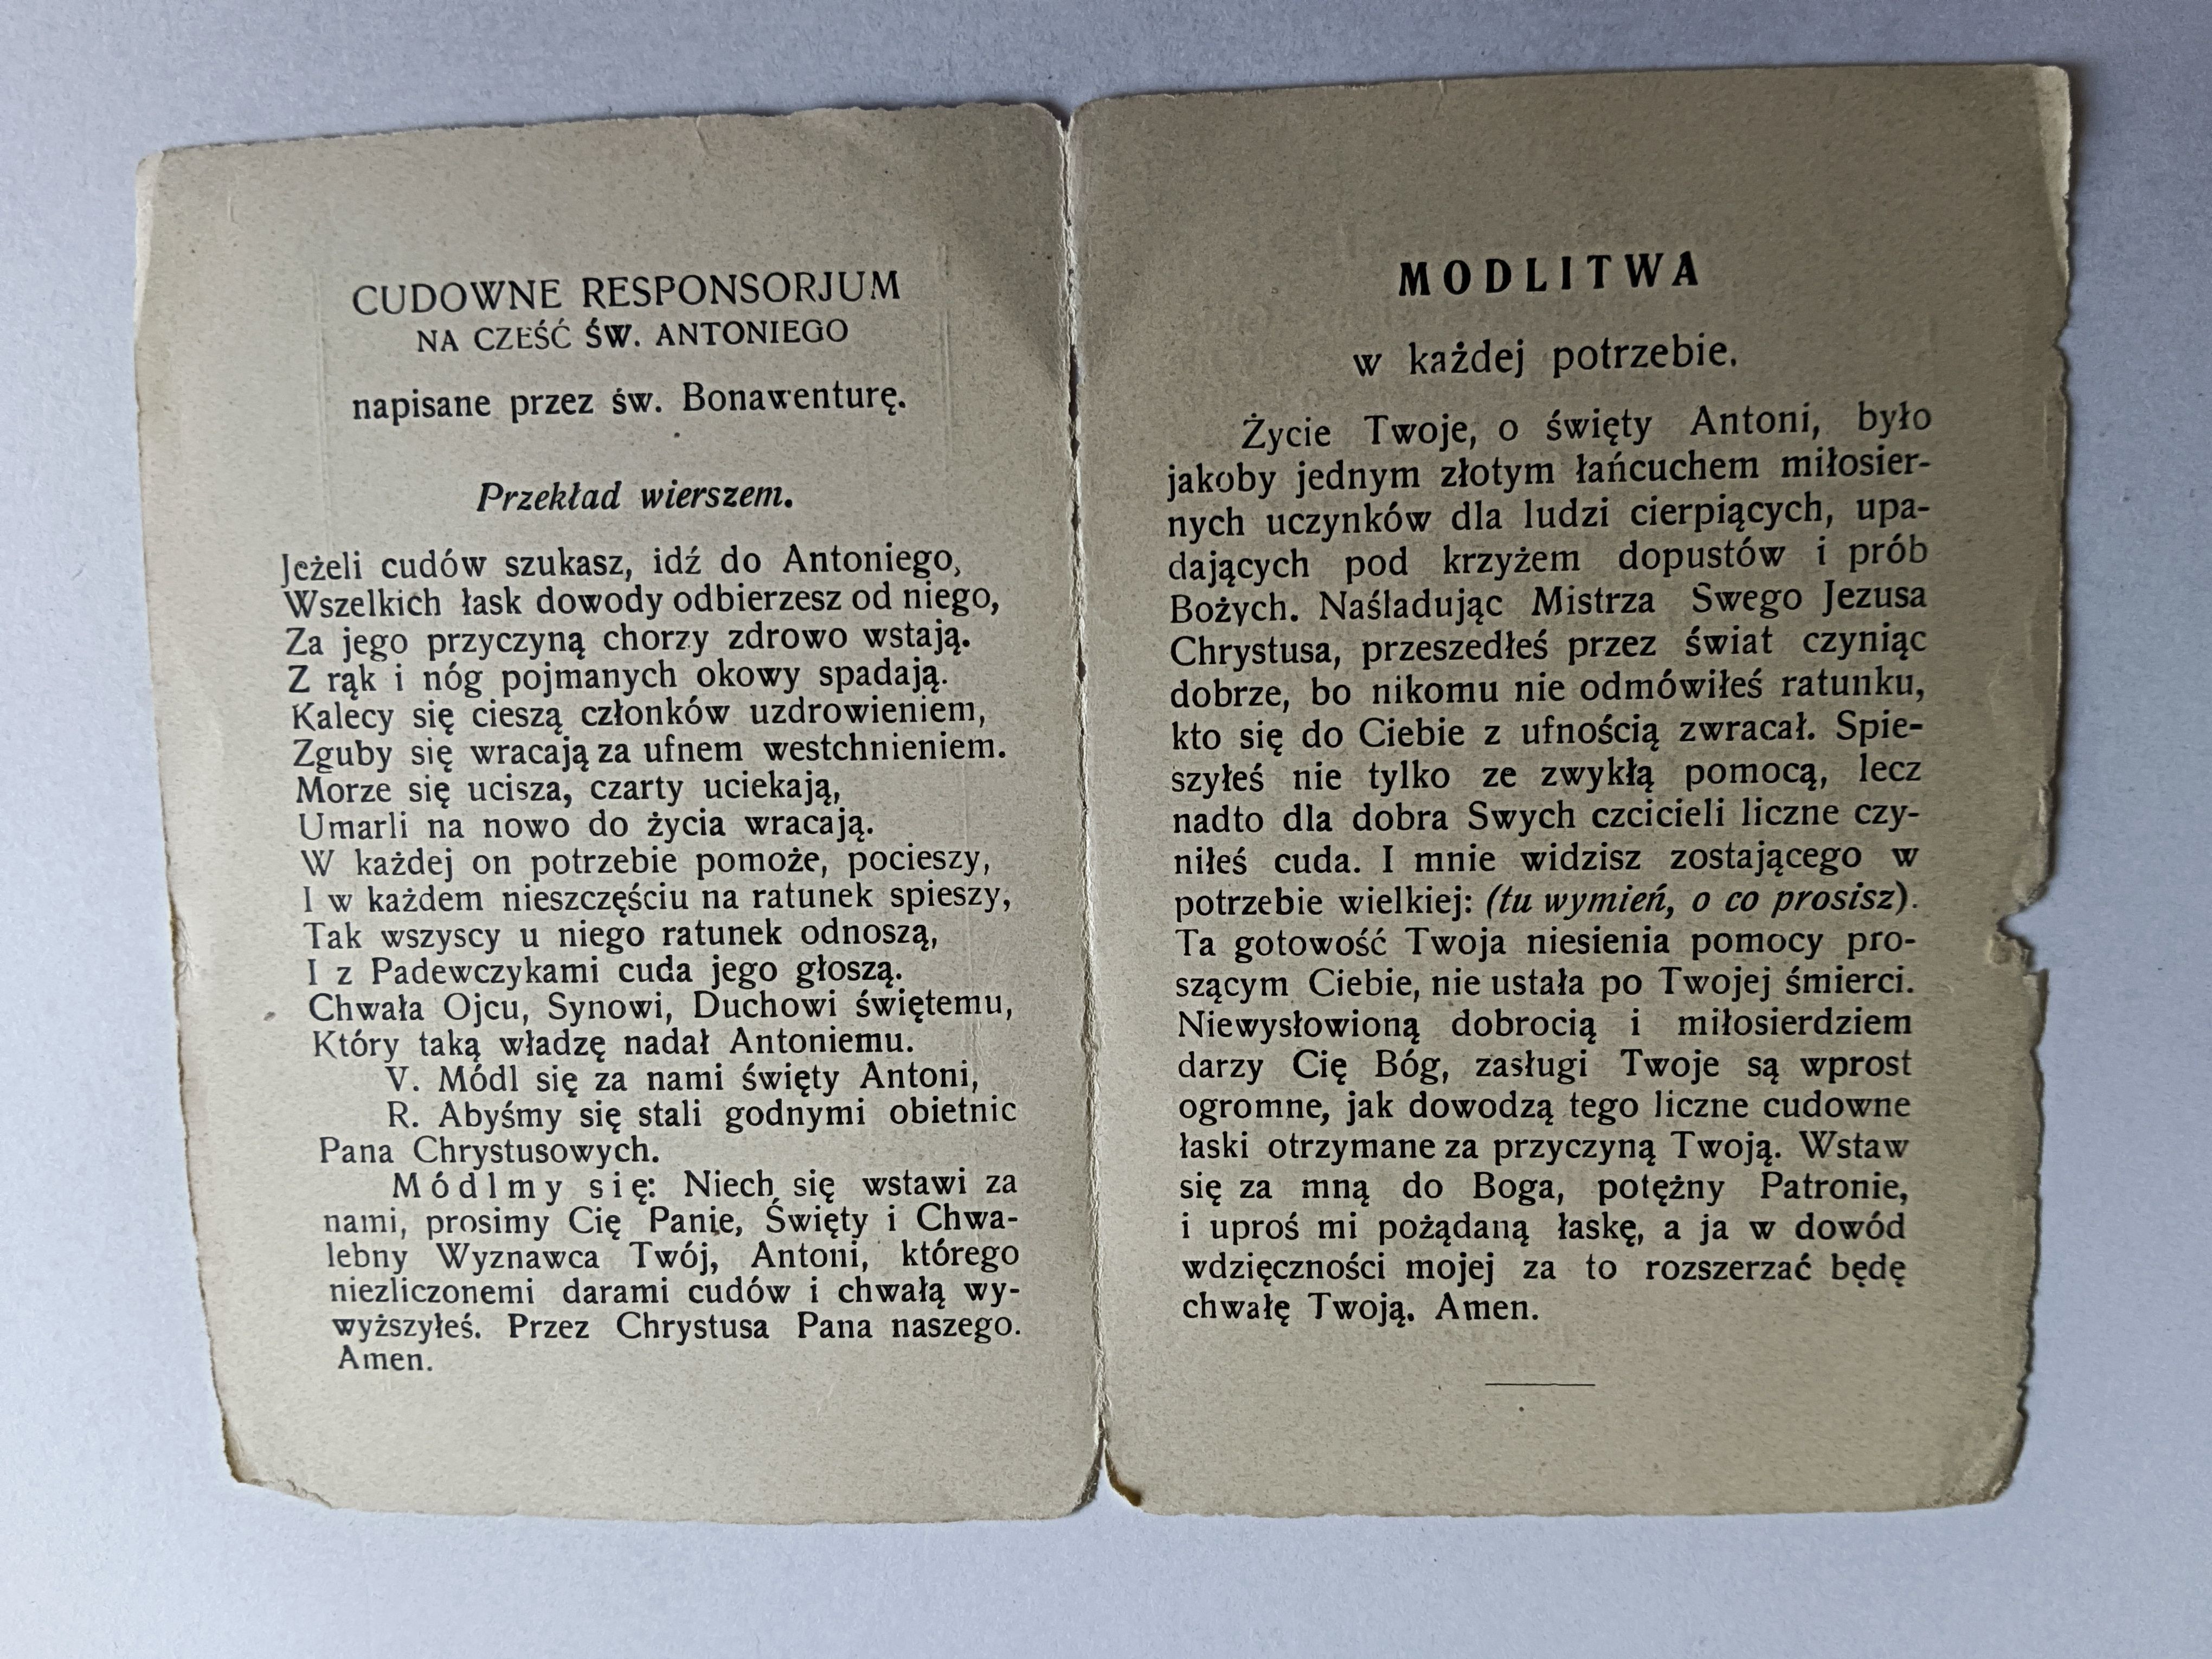 CUDOWNE RESPONSORJUM
NA CZEŚĆ ŚW. ANTONIEGO
napisane przez św. Bonawenturę.
Przekład wierszem.
Jeżeli cudów szukasz, idź do Antoniego,
Wszelkich łask dowody odbierzesz od niego,
Za jego przyczyną chorzy zdrowo wstają.
Z rąk i nóg pojmanych okowy spadają.
Kalecy się cieszą członków uzdrowieniem,
Zguby się wracają za ufnem westchnieniem.
Morze się ucisza, czarty uciekają,
Umarli na nowo do życia wracają.
W każdej on potrzebie pomoże, pocieszy,
I w każdem nieszczęściu na ratunek spieszy,
Tak wszyscy u niego ratunek odnoszą,
I z Padewczykami cuda jego głoszą.
Chwała Ojcu, Synowi, Duchowi świętemu,
Który taką władzę nadał Antoniemu.
V. Módl się za nami święty Antoni,
R. Abyśmy się stali godnymi obietnic
Pana Chrystusowych.
Módlmy się: Niech się wstawi za
nami, prosimy Cię Panie, Święty i Chwa-
lebny Wyznawca Twój, Antoni, którego
niezliczonemi darami cudów i chwałą wy-
wyższyłeś. Przez Chrystusa Pana naszego.
Amen.
MODLITWA
w każdej potrzebie.
Życie Twoje, o święty Antoni, było
jakoby jednym złotym łańcuchem miłosier-
nych uczynków dla ludzi cierpiących, upa-
dających pod krzyżem dopustów i prób
Bożych. Naśladując Mistrza Swego Jezusa
Chrystusa, przeszedłeś przez świat czyniąc
dobrze, bo nikomu nie odmówiłeś ratunku,
kto się do Ciebie z ufnością zwracał. Spie-
szyłeś nie tylko ze zwykłą pomocą, lecz
nadto dla dobra Swych czcicieli liczne czy-
niłeś cuda. I mnie widzisz zostającego w
potrzebie wielkiej: (tu wymień, o co prosisz).
Ta gotowość Twoja niesienia pomocy pro-
szącym Ciebie, nie ustała po Twojej śmierci.
Niewysłowioną dobrocią i miłosierdziem
darzy Cię Bóg, zasługi Twoje są wprost
ogromne, jak dowodzą tego liczne cudowne
łaski otrzymane za przyczyną Twoją. Wstaw
się za mną do Boga, potężny Patronie,
i uproś mi pożądaną łaskę, a ja w dowód
wdzięczności mojej za to rozszerzać będę
chwałę Twoją. Amen.